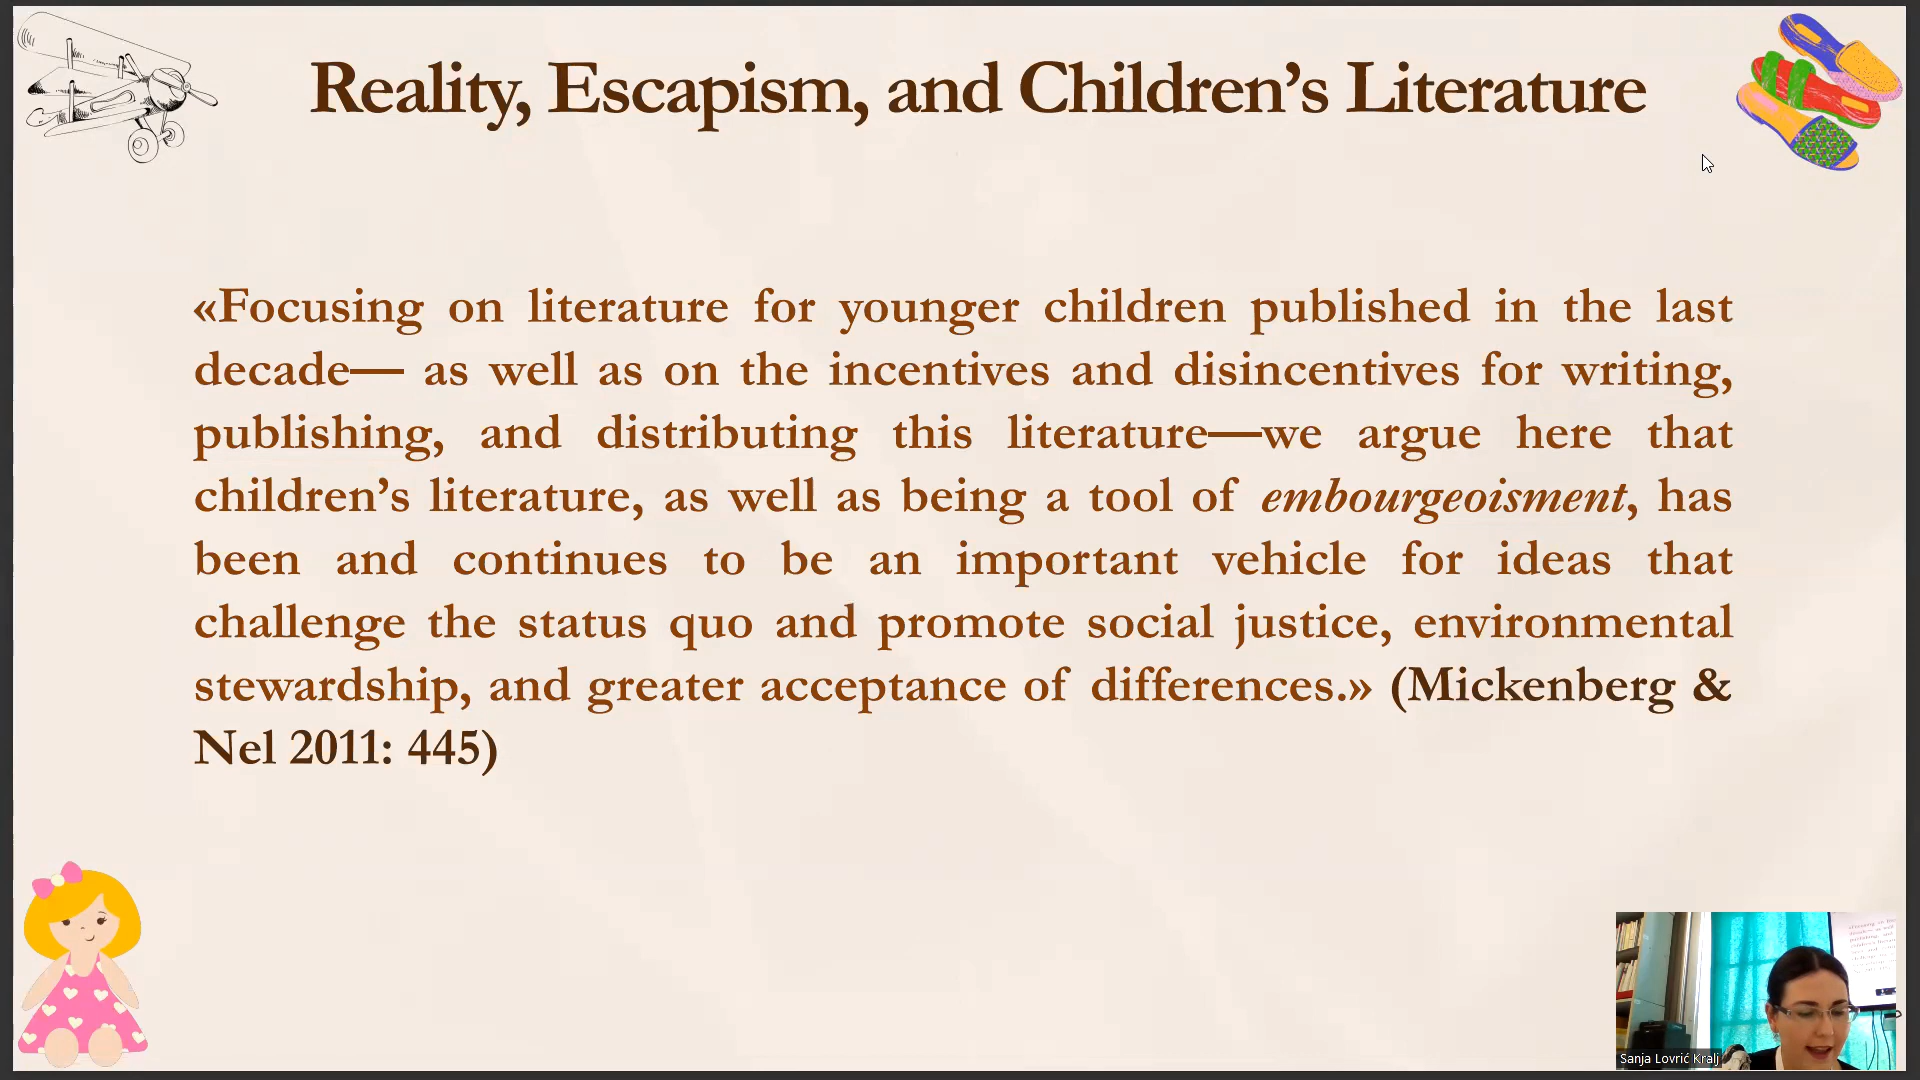 Reality, Escapism, and Children’s Literature
«Focusing on literature for younger children published in the last
decade— as well as on the incentives and disincentives for writing,
publishing, and distributing this literature—we argue here that
children’s literature, as well as being a tool of embourgeoisment, has
been and continues to be an important vehicle for ideas that
challenge the status quo and promote social justice, environmental
stewardship, and greater acceptance of differences.» (Mickenberg &
Nel 2011: 445)
Sanja Lovrić Kralj